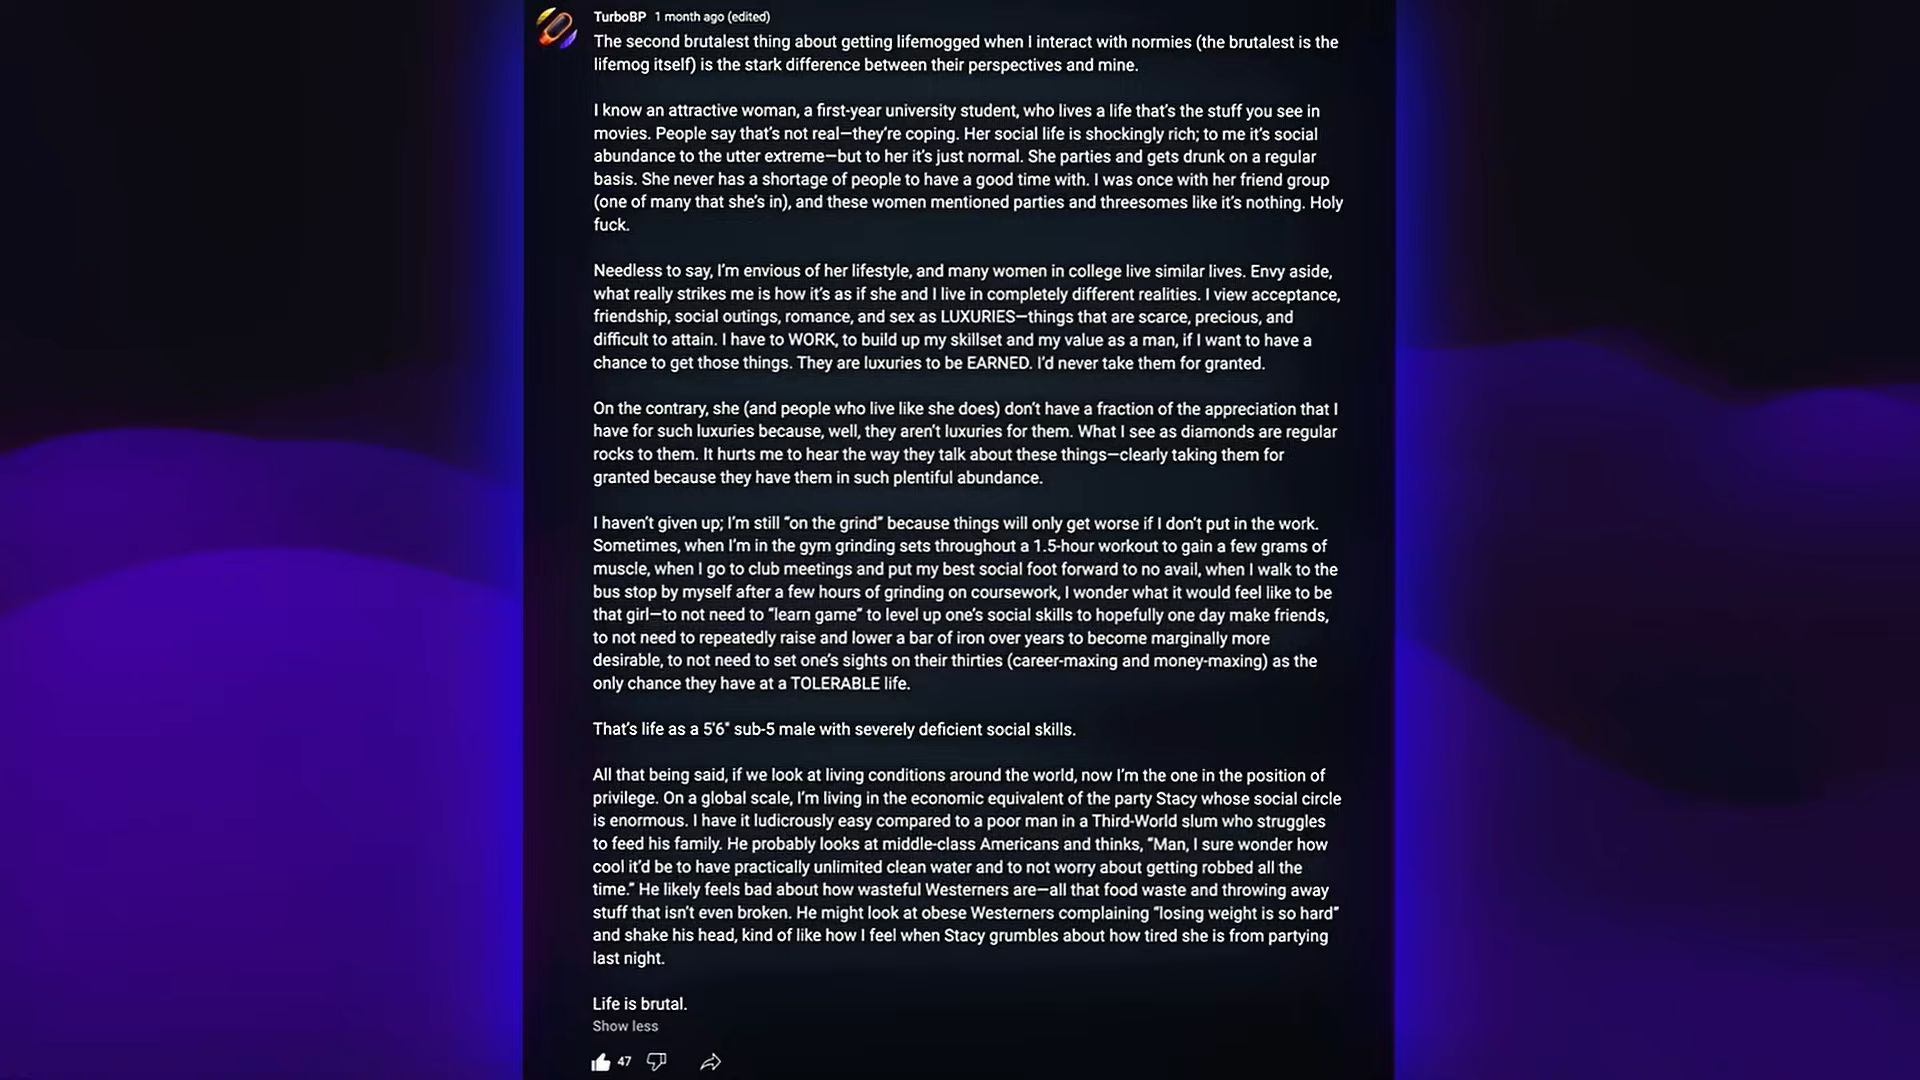 TurboBP 1 month ago (edited)
The second brutalest thing about getting lifemogged when I interact with normies (the brutalest is the
lifemog itself) is the stark difference between their perspectives and mine.
I know an attractive woman, a first-year university student, who lives a life that's the stuff you see in
movies. People say that's not real—they're coping. Her social life is shockingly rich; to me it's social
abundance to the utter extreme—but to her it's just normal. She parties and gets drunk on a regular
basis. She never has a shortage of people to have a good time with. I was once with her friend group
(one of many that she's in), and these women mentioned parties and threesomes like it's nothing. Holy
fuck.
Needless to say, I'm envious of her lifestyle, and many women in college live similar lives. Envy aside,
what really strikes me is how it's as if she and I live in completely different realities. I view acceptance,
friendship, social outings, romance, and sex as LUXURIES—things that are scarce, precious, and
difficult to attain. I have to WORK, to build up my skillset and my value as a man, if I want to have a
chance to get those things. They are luxuries to be EARNED. I'd never take them for granted.
On the contrary, she (and people who live like she does) don't have a fraction of the appreciation that I
have for such luxuries because, well, they aren't luxuries for them. What I see as diamonds are regular
rocks to them. It hurts me to hear the way they talk about these things—clearly taking them for
granted because they have them in such plentiful abundance.
I haven't given up; I'm still "on the grind" because things will only get worse if I don't put in the work.
Sometimes, when I'm in the gym grinding sets throughout a 1.5-hour workout to gain a few grams of
muscle, when I go to club meetings and put my best social foot forward to no avail, when I walk to the
bus stop by myself after a few hours of grinding on coursework, I wonder what it would feel like to be
that girl—to not need to "learn game" to level up one's social skills to hopefully one day make friends,
to not need to repeatedly raise and lower a bar of iron over years to become marginally more
desirable, to not need to set one's sights on their thirties (career-maxing and money-maxing) as the
only chance they have at a TOLERABLE life.
That's life as a 5'6" sub-5 male with severely deficient social skills.
All that being said, if we look at living conditions around the world, now I'm the one in the position of
privilege. On a global scale, I'm living in the economic equivalent of the party Stacy whose social circle
is enormous. I have it ludicrously easy compared to a poor man in a Third-World slum who struggles
to feed his family. He probably looks at middle-class Americans and thinks, "Man, I sure wonder how
cool it'd be to have practically unlimited clean water and to not worry about getting robbed all the
time." He likely feels bad about how wasteful Westerners are—all that food waste and throwing away
stuff that isn't even broken. He might look at obese Westerners complaining "losing weight is so hard"
and shake his head, kind of like how I feel when Stacy grumbles about how tired she is from partying
last night.
Life is brutal.
Show less
47